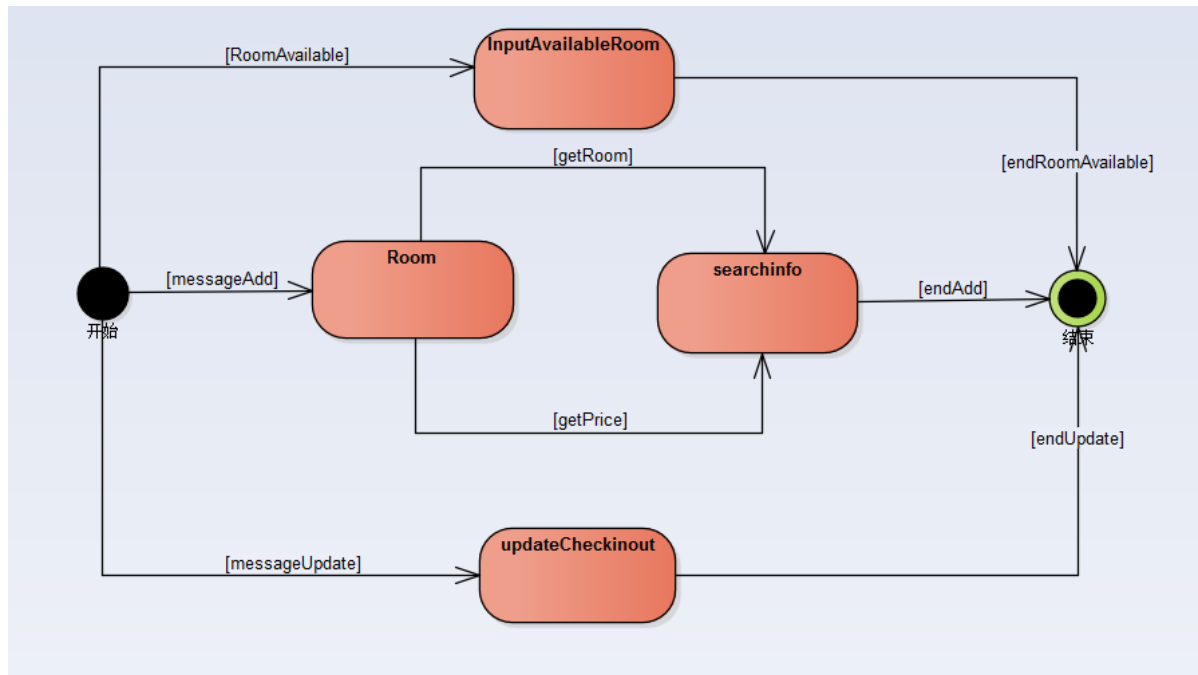 InputAvailableRoom
[RoomAvailable]
[getRoom]
[endRoomAvailable]
Room
searchinfo
[messageAdd]
[endAdd]
开始
结束
[getPrice]
[endUpdate]
updateCheckinout
[messageUpdate]